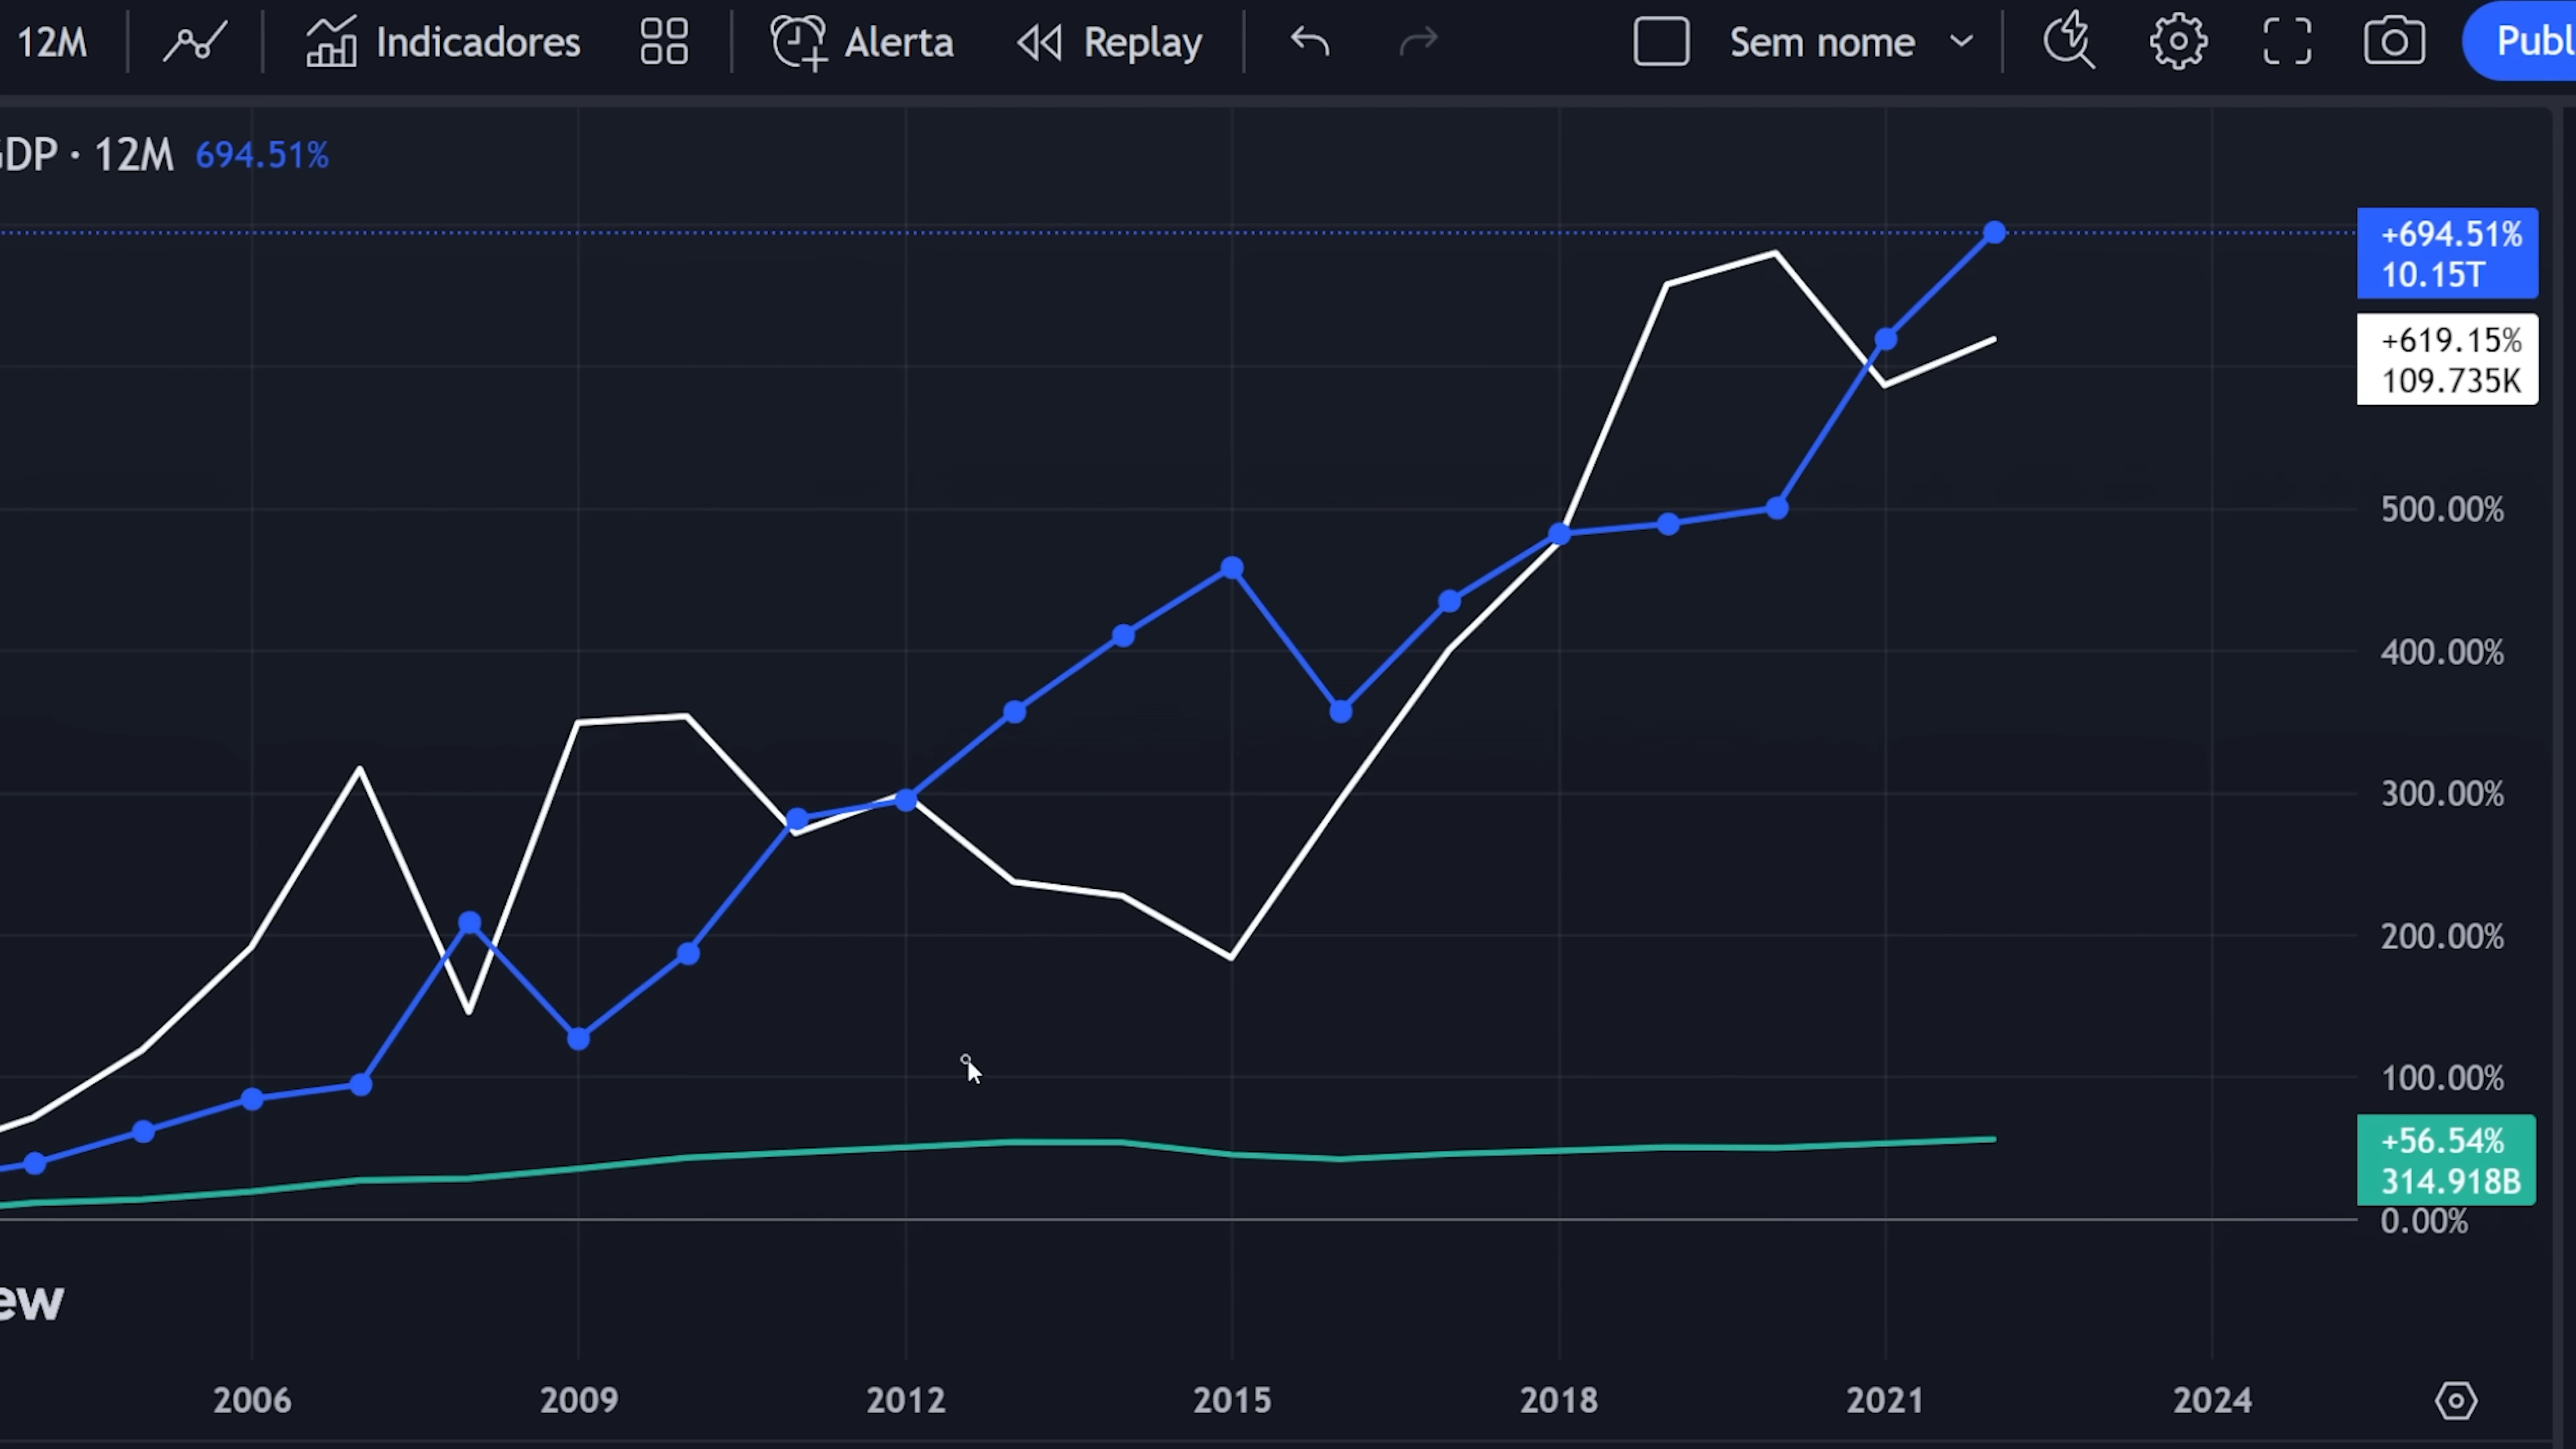 12M Indicadores Alerta Replay Sem nome Publ
GDP · 12M 694.51%
+694.51%
10.15T
+619.15%
109.735K
500.00%
400.00%
300.00%
200.00%
100.00%
+56.54%
314.918B
0.00%
ew
2006 2009 2012 2015 2018 2021 2024